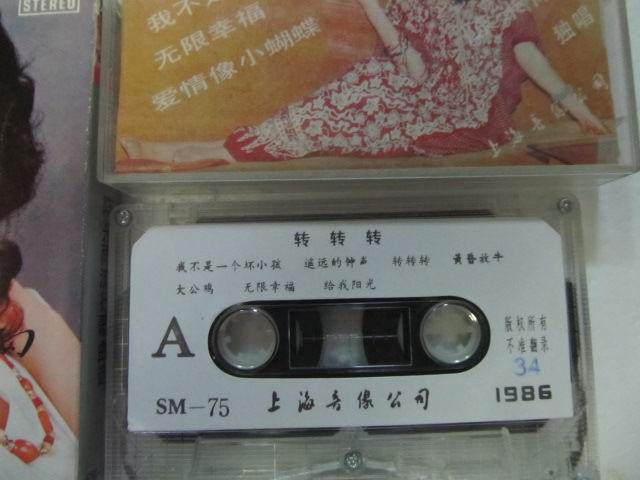 STEREO
我不
无限幸福
爱情像小蝴蝶
独唱
上海音像公司
转 转 转
我不是一个坏小孩 遥远的钟声 转转转 黄昏放牛
大公鸡 无限幸福 给我阳光
A
版权所有
不准翻录
34
SM-75 上海音像公司 1986